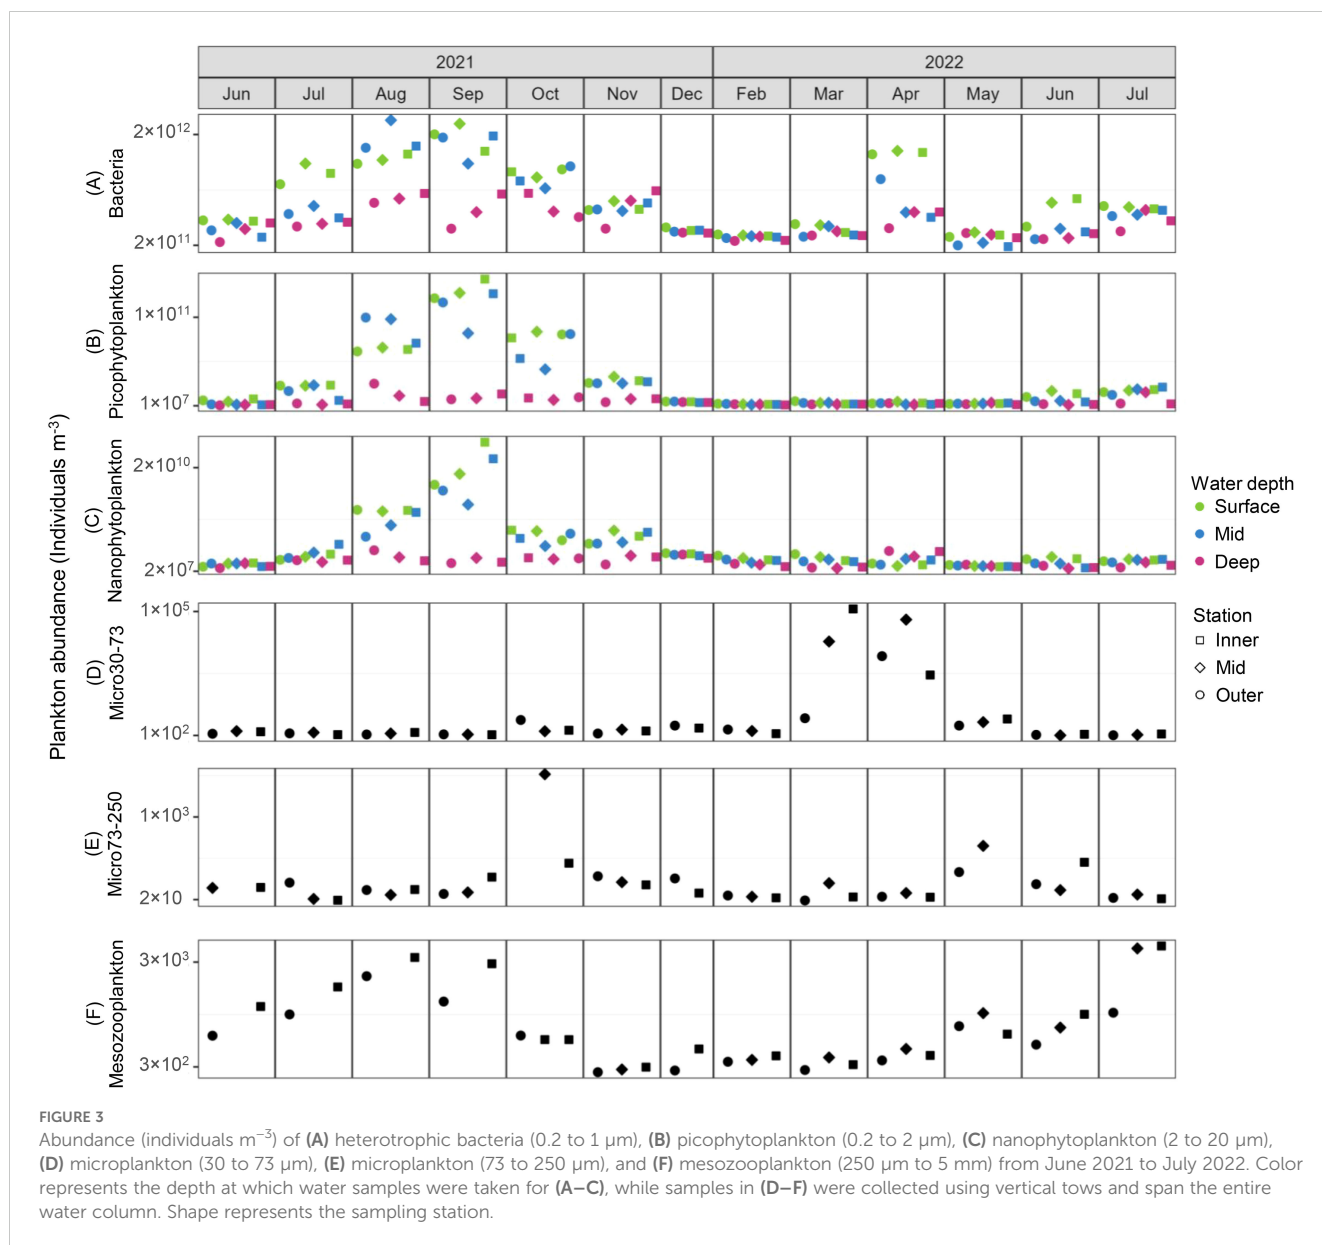 2021 2022
Jun Jul Aug Sep Oct Nov Dec Feb Mar Apr May Jun Jul
Plankton abundance (Individuals m⁻³)
(A)
Bacteria
2×10¹²
2×10¹¹
(B)
Picophytoplankton
1×10¹¹
1×10⁷
(C)
Nanophytoplankton
2×10¹⁰
2×10⁷
(D)
Micro30-73
1×10⁵
1×10²
(E)
Micro73-250
1×10³
2×10
(F)
Mesozooplankton
3×10³
3×10²
Water depth
Surface
Mid
Deep
Station
Inner
Mid
Outer
FIGURE 3
Abundance (individuals m⁻³) of (A) heterotrophic bacteria (0.2 to 1 µm), (B) picophytoplankton (0.2 to 2 µm), (C) nanophytoplankton (2 to 20 µm),
(D) microplankton (30 to 73 µm), (E) microplankton (73 to 250 µm), and (F) mesozooplankton (250 µm to 5 mm) from June 2021 to July 2022. Color
represents the depth at which water samples were taken for (A–C), while samples in (D–F) were collected using vertical tows and span the entire
water column. Shape represents the sampling station.